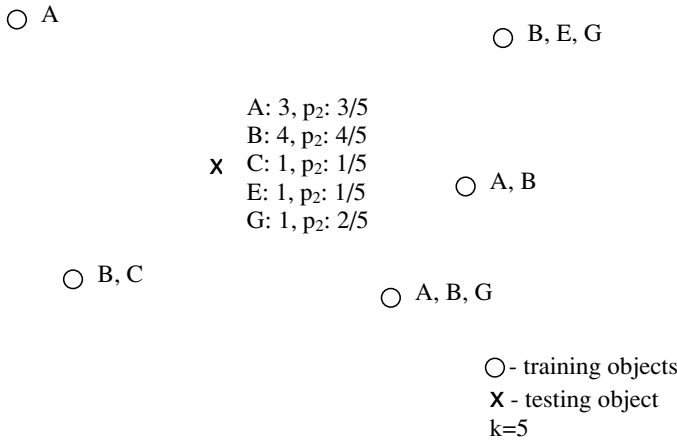 A
B, E, G
A: 3, p₂: 3/5
B: 4, p₂: 4/5
X C: 1, p₂: 1/5
E: 1, p₂: 1/5
G: 1, p₂: 2/5
A, B
B, C
A, B, G
- training objects
X - testing object
k=5